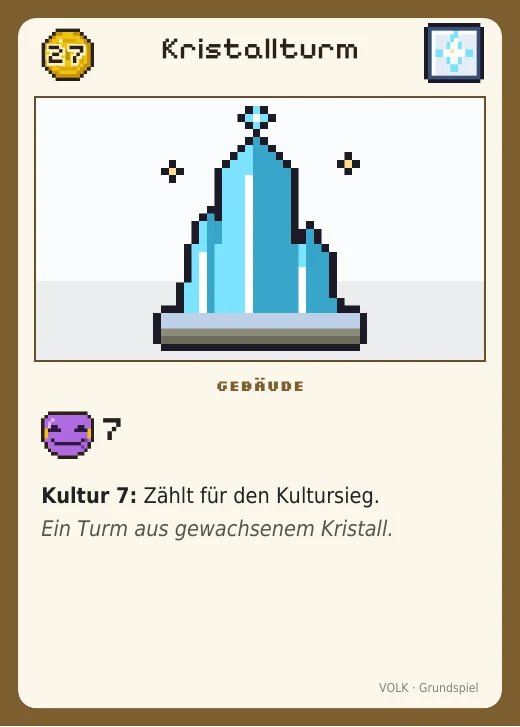 27
Kristallturm
GEBÄUDE
7
Kultur 7: Zählt für den Kultursieg.
Ein Turm aus gewachsenem Kristall.
VOLK · Grundspiel